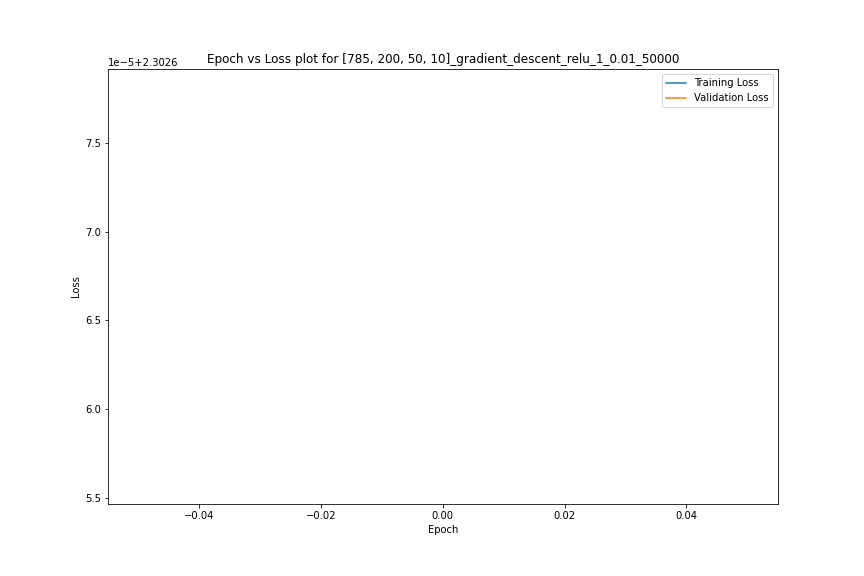 Epoch vs Loss plot for [785, 200, 50, 10]_gradient_descent_relu_1_0.01_50000
1e−5+2.3026
Training Loss
Validation Loss
7.5
7.0
6.5
6.0
5.5
Loss
−0.04
−0.02
0.00
0.02
0.04
Epoch